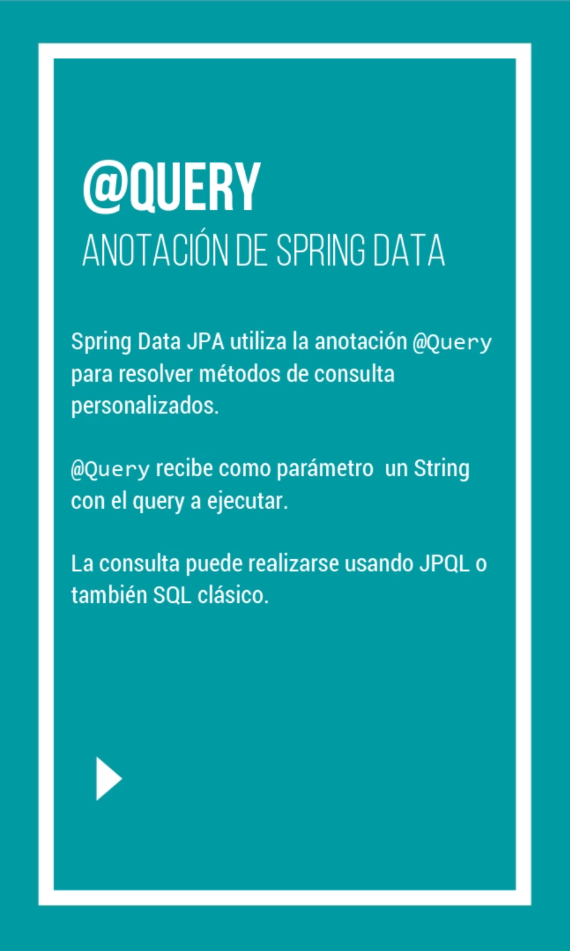 @QUERY
ANOTACIÓN DE SPRING DATA
Spring Data JPA utiliza la anotación @Query
para resolver métodos de consulta
personalizados.
@Query recibe como parámetro  un String
con el query a ejecutar.
La consulta puede realizarse usando JPQL o
también SQL clásico.